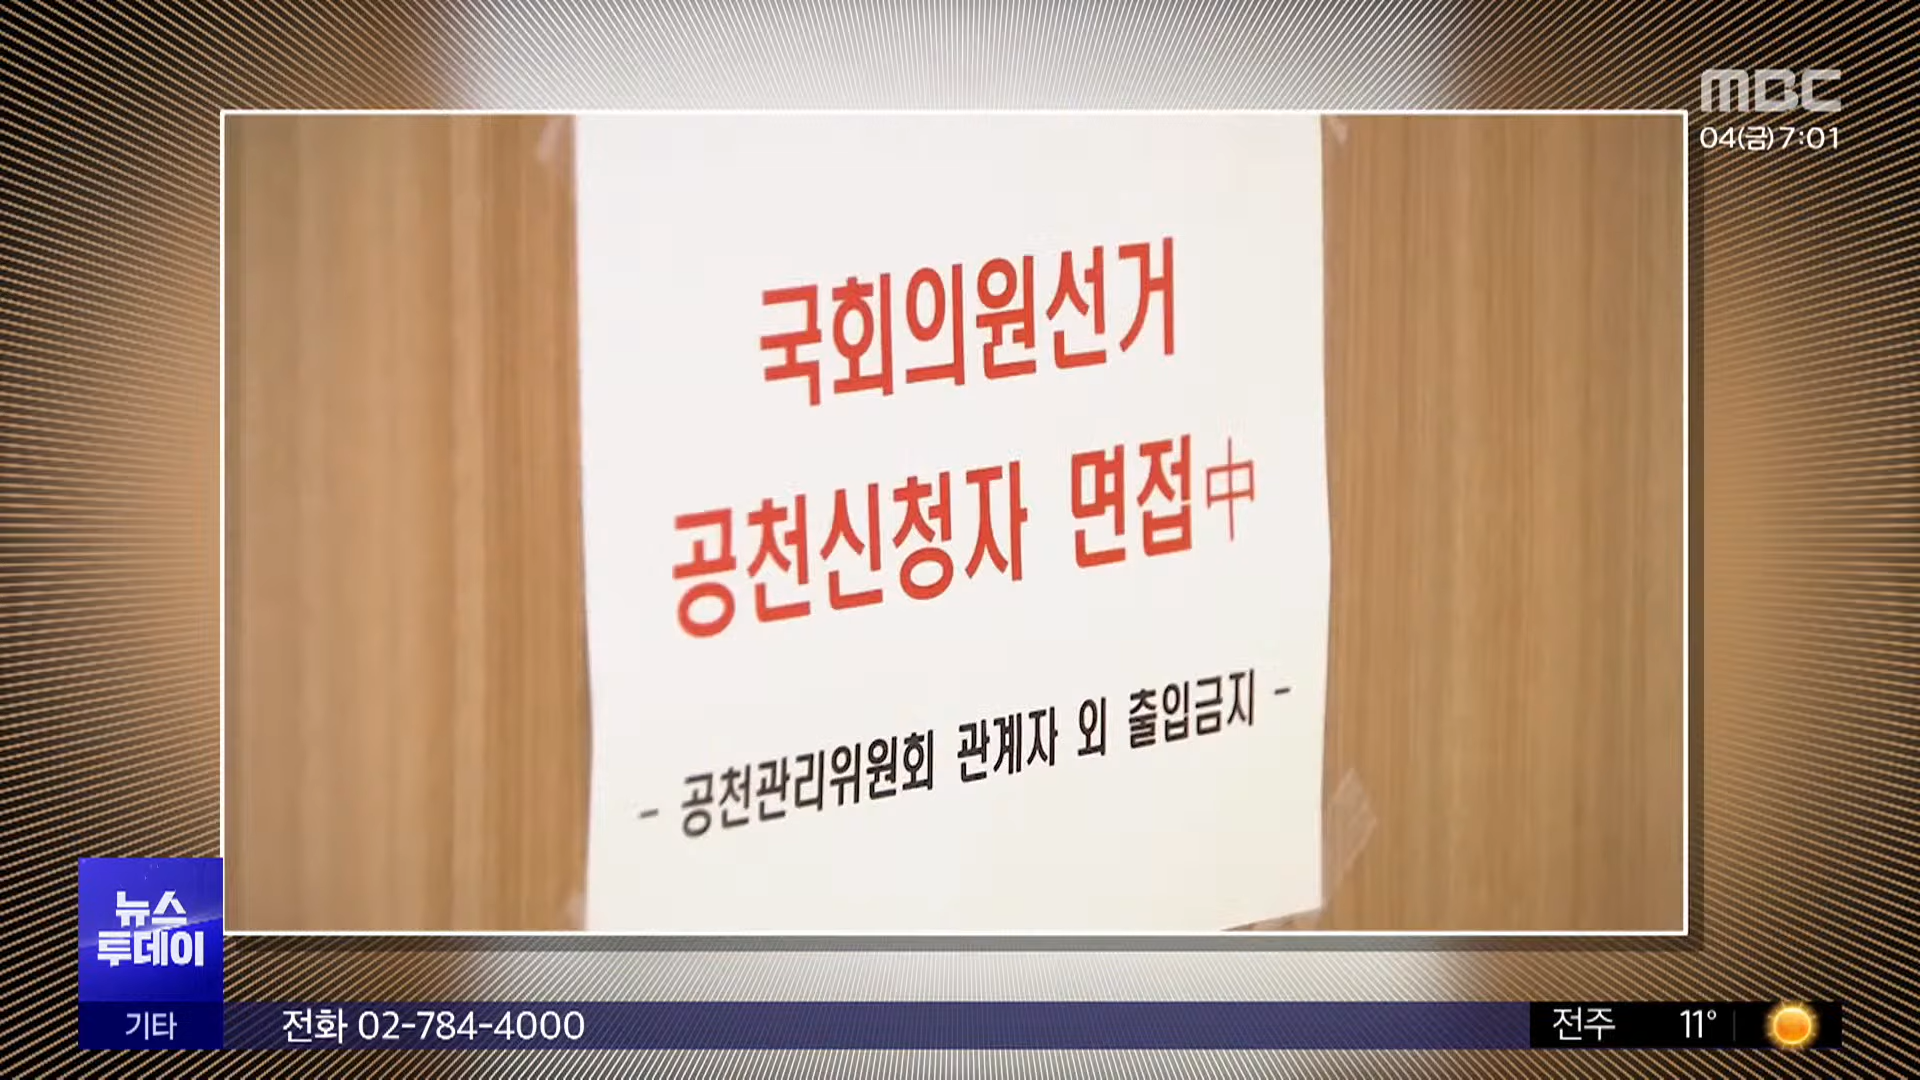 MBC
04(금)7:01
국회의원선거
공천신청자 면접中
- 공천관리위원회 관계자 외 출입금지 -
뉴스
투데이
기타
전화 02-784-4000
전주 11°